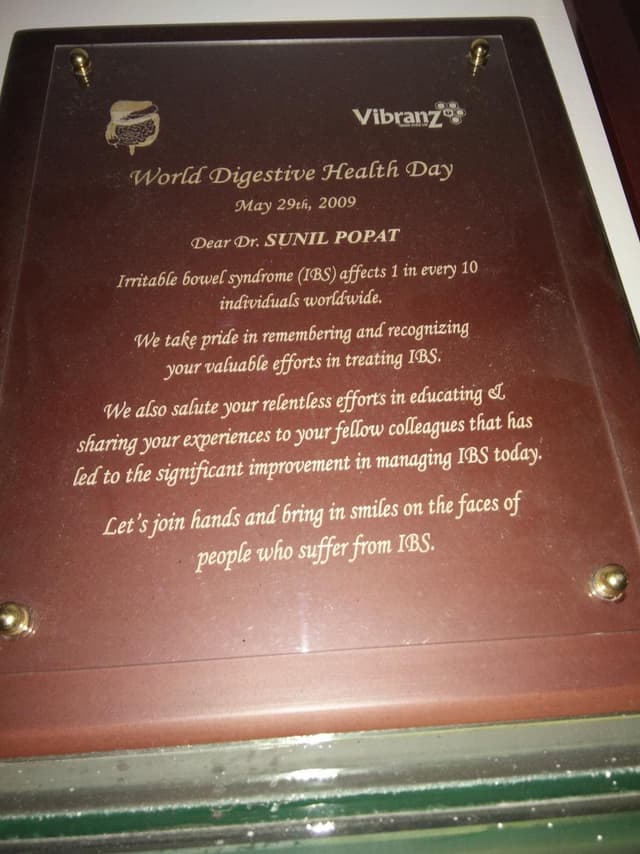 VibranZ
World Digestive Health Day
May 29th, 2009
Dear Dr. SUNIL POPAT
Irritable bowel syndrome (IBS) affects 1 in every 10
individuals worldwide.
We take pride in remembering and recognizing
your valuable efforts in treating IBS.
We also salute your relentless efforts in educating &
sharing your experiences to your fellow colleagues that has
led to the significant improvement in managing IBS today.
Let's join hands and bring in smiles on the faces of
people who suffer from IBS.